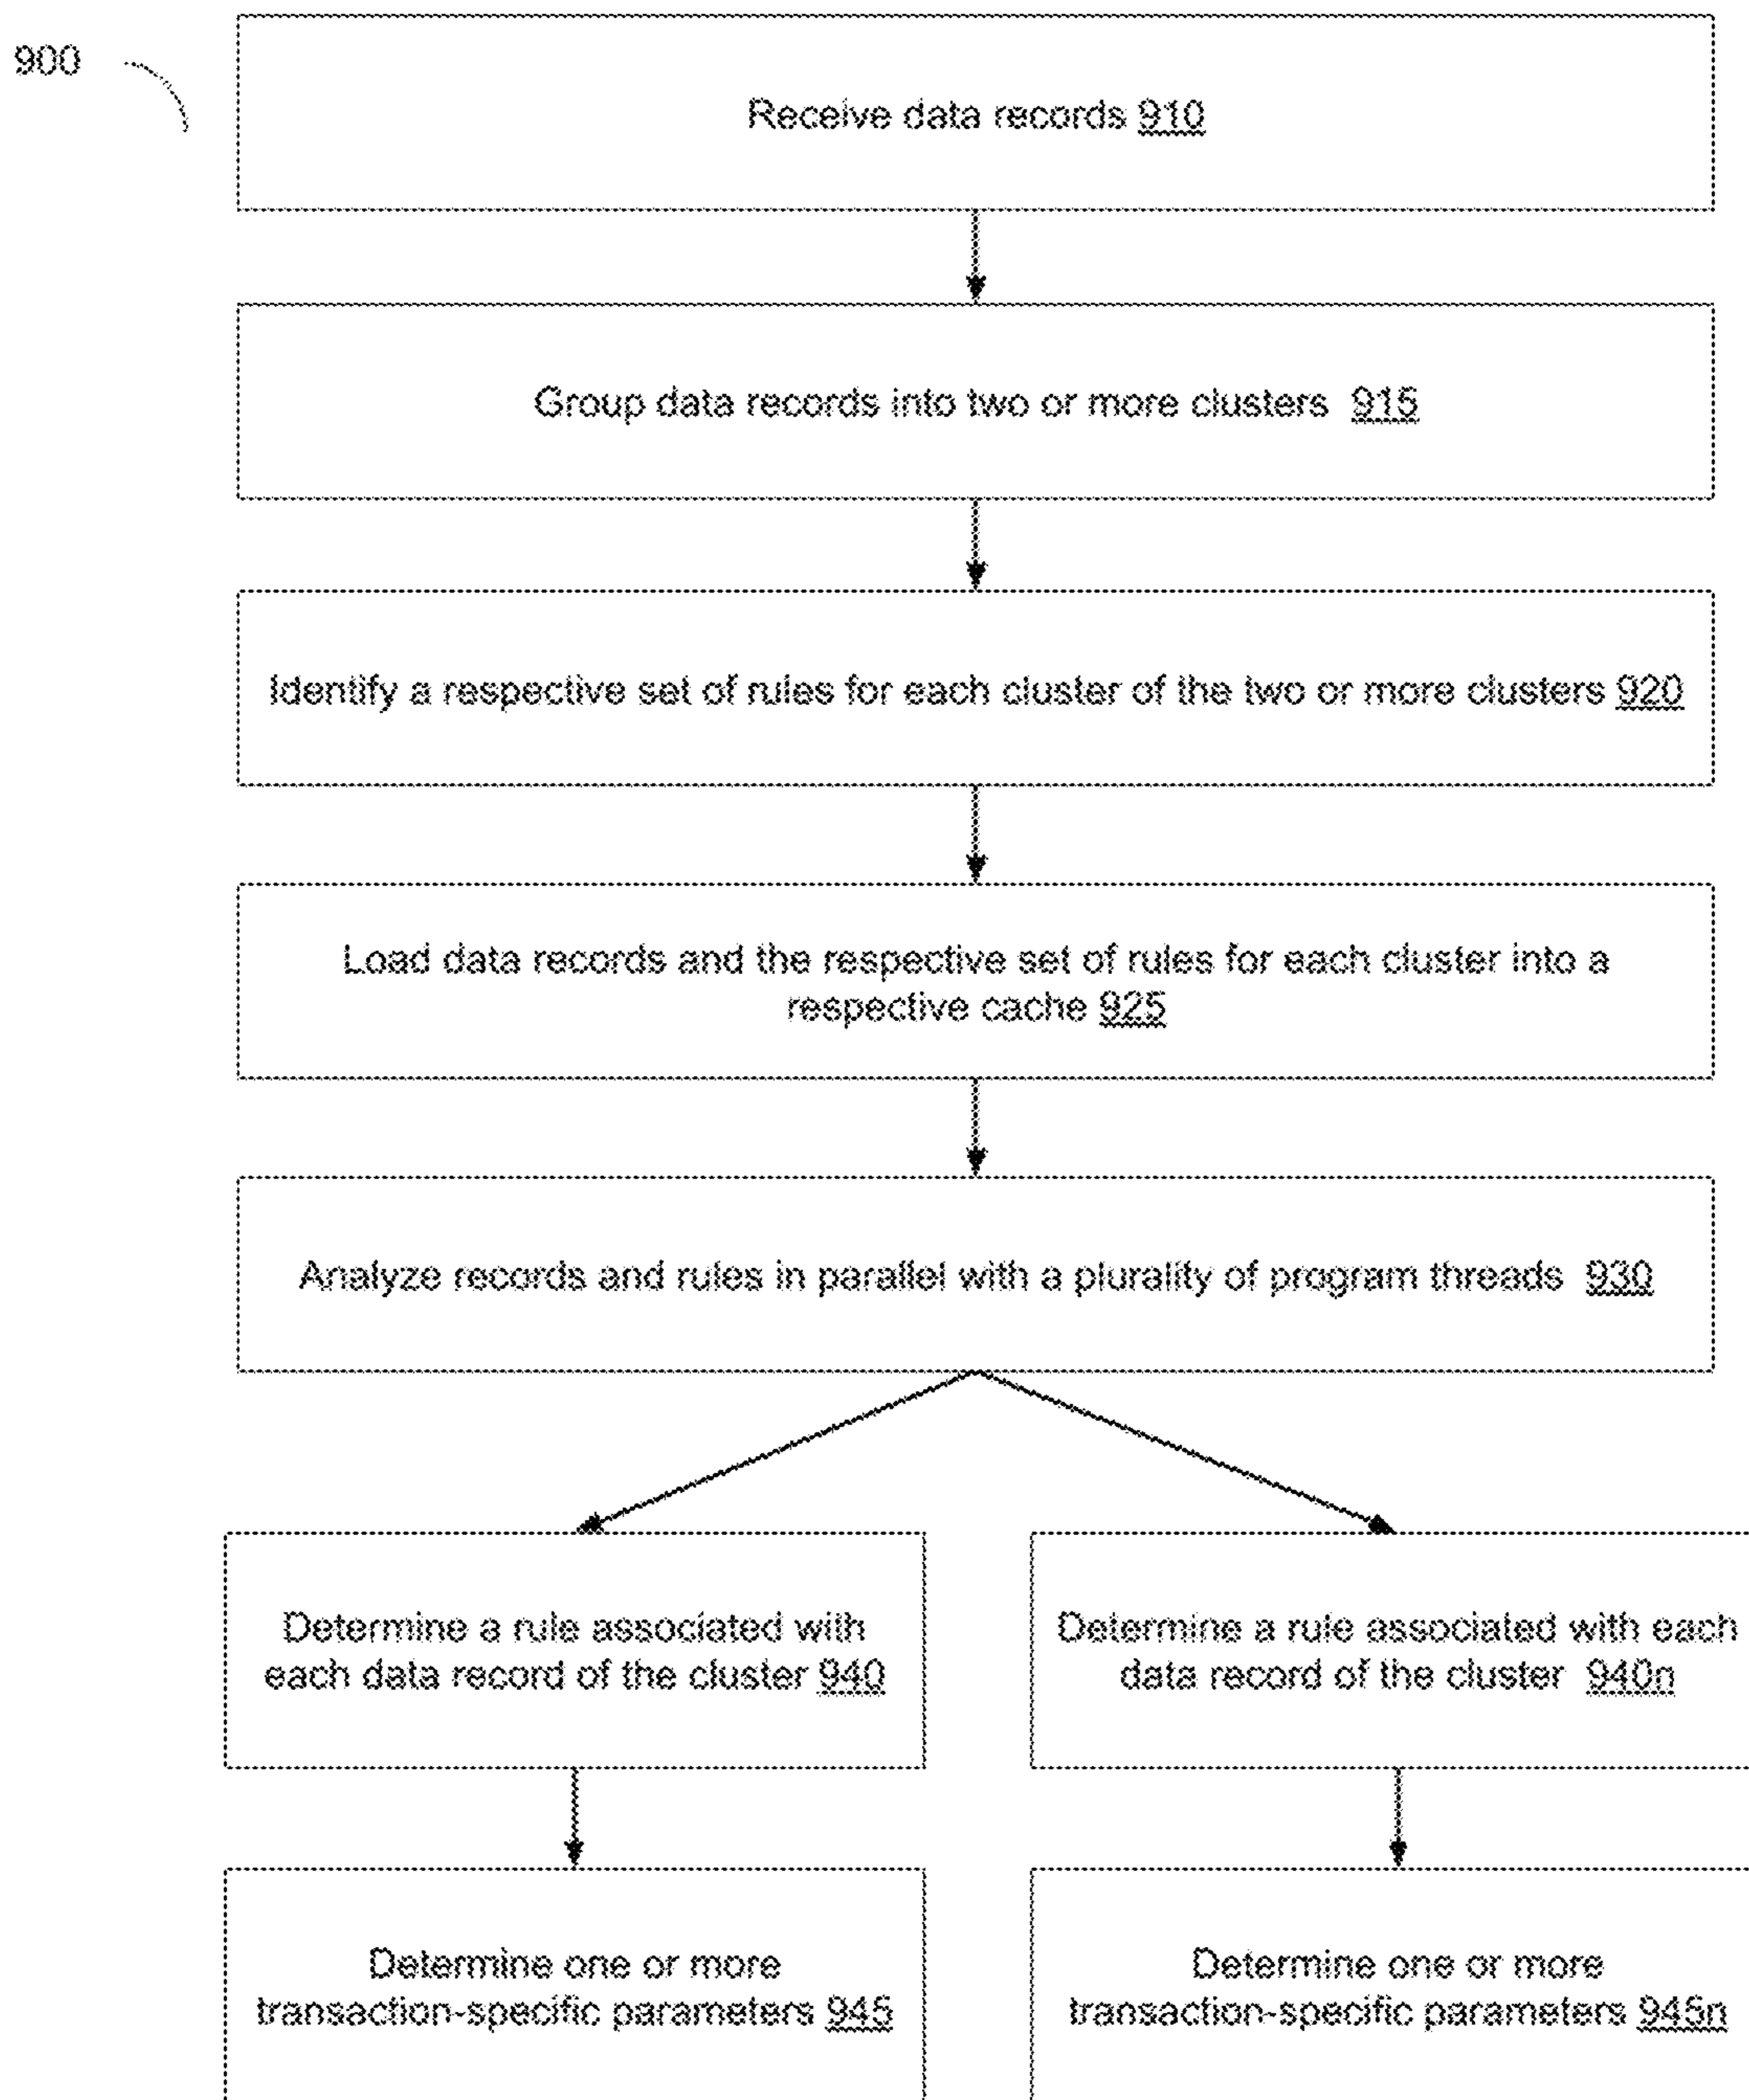 900
Receive data records 910
Group data records into two or more clusters 915
Identify a respective set of rules for each cluster of the two or more clusters 920
Load data records and the respective set of rules for each cluster into a
respective cache 925
Analyze records and rules in parallel with a plurality of program threads 930
Determine a rule associated with
each data record of the cluster 940
Determine a rule associated with each
data record of the cluster 940n
Determine one or more
transaction-specific parameters 945
Determine one or more
transaction-specific parameters 945n